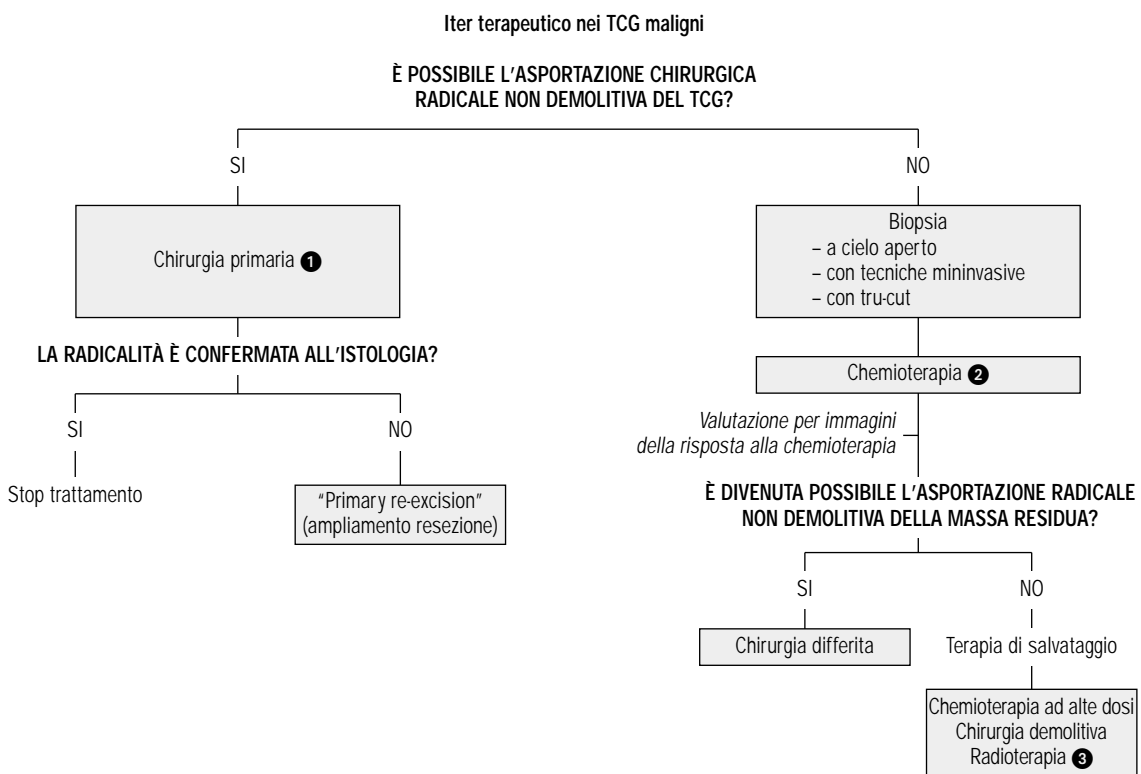 Iter terapeutico nei TCG maligni
È POSSIBILE L'ASPORTAZIONE CHIRURGICA
RADICALE NON DEMOLITIVA DEL TCG?
SI
NO
Chirurgia primaria ❶
Biopsia
– a cielo aperto
– con tecniche mininvasive
– con tru-cut
LA RADICALITÀ È CONFERMATA ALL'ISTOLOGIA?
Chemioterapia ❷
SI
NO
Valutazione per immagini
della risposta alla chemioterapia
Stop trattamento
"Primary re-excision"
(ampliamento resezione)
È DIVENUTA POSSIBILE L'ASPORTAZIONE RADICALE
NON DEMOLITIVA DELLA MASSA RESIDUA?
SI
NO
Chirurgia differita
Terapia di salvataggio
Chemioterapia ad alte dosi
Chirurgia demolitiva
Radioterapia ❸